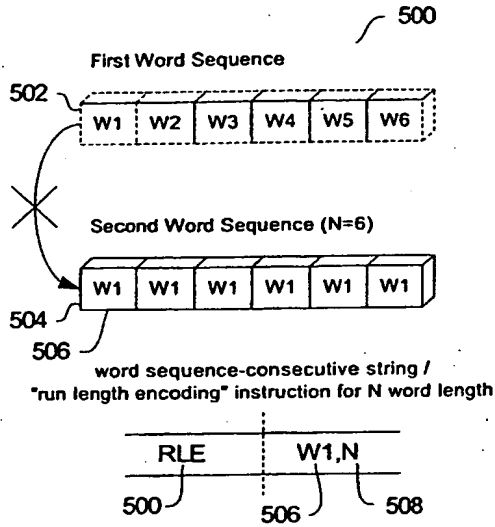 500
First Word Sequence
502
W1 W2 W3 W4 W5 W6
Second Word Sequence (N=6)
W1 W1 W1 W1 W1 W1
504
506
word sequence-consecutive string /
"run length encoding" instruction for N word length
RLE W1,N
500 506 508